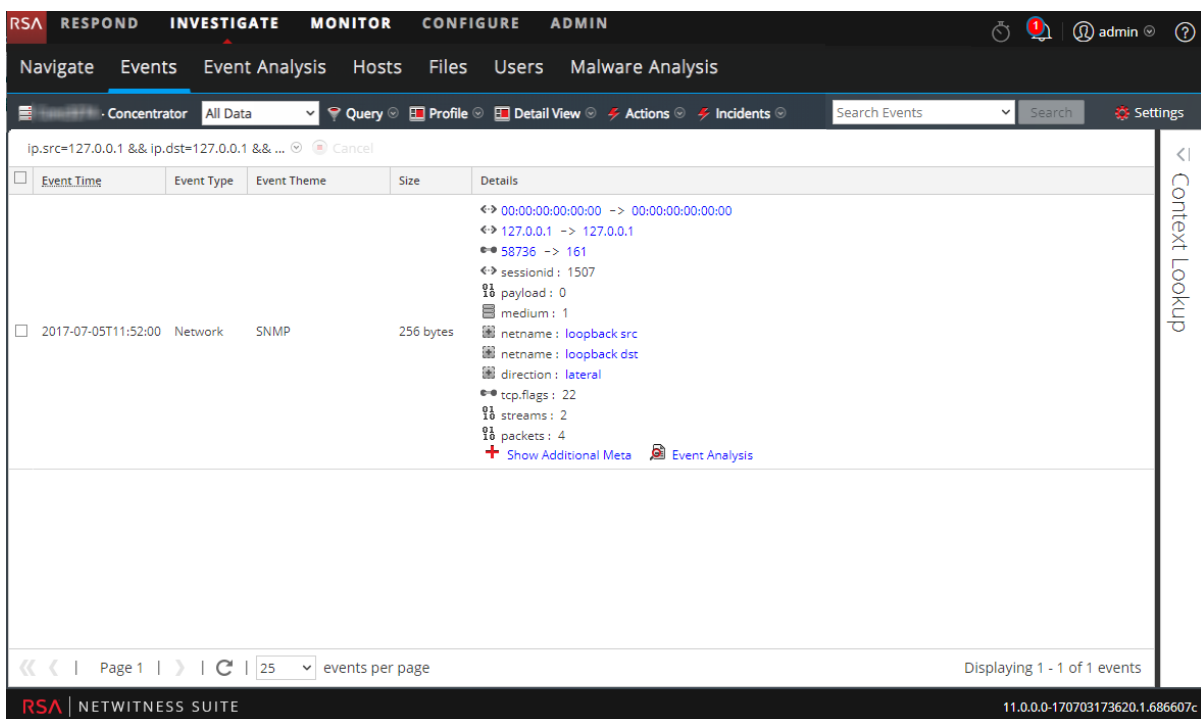 RSA RESPOND INVESTIGATE MONITOR CONFIGURE ADMIN 1 admin ?
Navigate Events Event Analysis Hosts Files Users Malware Analysis
- Concentrator All Data Query Profile Detail View Actions Incidents Search Events Search Settings
ip.src=127.0.0.1 && ip.dst=127.0.0.1 && ... Cancel
Event Time Event Type Event Theme Size Details
00:00:00:00:00:00 -> 00:00:00:00:00:00
127.0.0.1 -> 127.0.0.1
58736 -> 161
sessionid : 1507
payload : 0
medium : 1
2017-07-05T11:52:00 Network SNMP 256 bytes netname : loopback src
netname : loopback dst
direction : lateral
tcp.flags : 22
streams : 2
packets : 4
Show Additional Meta Event Analysis
Context Lookup
Page 1 25 events per page Displaying 1 - 1 of 1 events
RSA NETWITNESS SUITE 11.0.0.0-170703173620.1.686607c